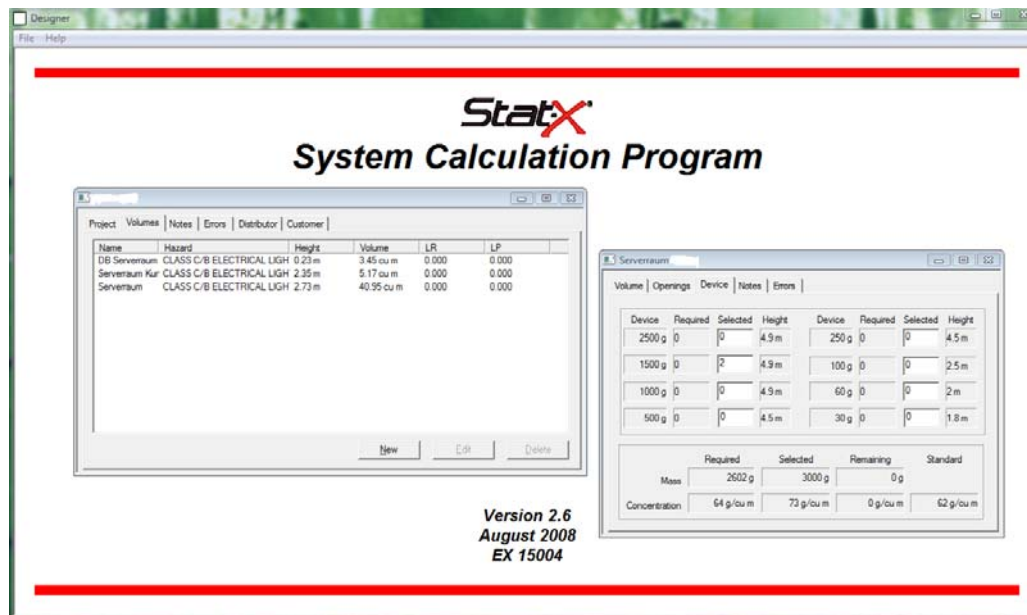 Designer
File Help
Stat-X
System Calculation Program
Project Volumes Notes Errors Distributor Customer
Name Hazard Height Volume LR LP
DB Serverraum CLASS C/B ELECTRICAL LIGH 0.23 m 3.45 cu m 0.000 0.000
Serverraum Kur CLASS C/B ELECTRICAL LIGH 2.35 m 5.17 cu m 0.000 0.000
Serverraum CLASS C/B ELECTRICAL LIGH 2.73 m 40.95 cu m 0.000 0.000
New Edit Delete
Serverraum
Volume Openings Device Notes Errors
Device Required Selected Height Device Required Selected Height
2500 g 0 0 4.9 m 250 g 0 0 4.5 m
1500 g 0 2 4.9 m 100 g 0 0 2.5 m
1000 g 0 0 4.9 m 60 g 0 0 2 m
500 g 0 0 4.5 m 30 g 0 0 1.8 m
Required Selected Remaining Standard
Mass 2602 g 3000 g 0 g
Concentration 64 g/cu m 73 g/cu m 0 g/cu m 62 g/cu m
Version 2.6
August 2008
EX 15004